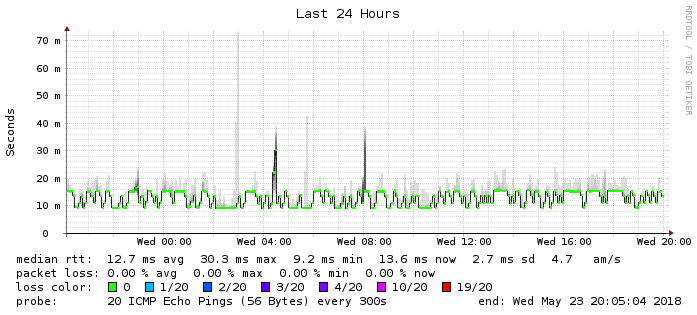 Last 24 Hours
RRDTOOL / TOBI OETIKER
Seconds
70 m
60 m
50 m
40 m
30 m
20 m
10 m
0
Wed 00:00 Wed 04:00 Wed 08:00 Wed 12:00 Wed 16:00 Wed 20:00
median rtt: 12.7 ms avg 30.3 ms max 9.2 ms min 13.6 ms now 2.7 ms sd 4.7 am/s
packet loss: 0.00 % avg 0.00 % max 0.00 % min 0.00 % now
loss color: 0 1/20 2/20 3/20 4/20 10/20 19/20
probe: 20 ICMP Echo Pings (56 Bytes) every 300s end: Wed May 23 20:05:04 2018